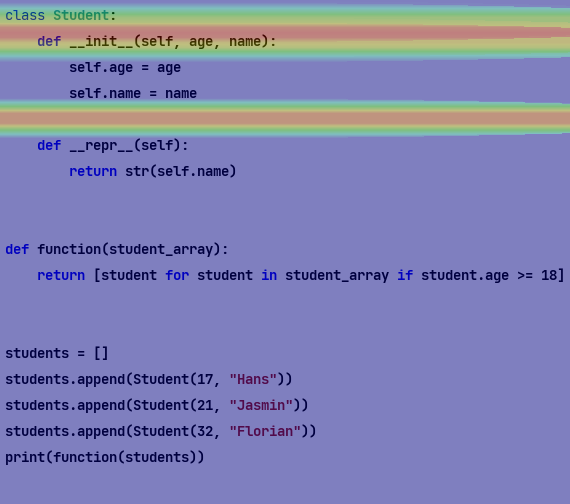 class Student:
    def __init__(self, age, name):
        self.age = age
        self.name = name

    def __repr__(self):
        return str(self.name)


def function(student_array):
    return [student for student in student_array if student.age >= 18]


students = []
students.append(Student(17, "Hans"))
students.append(Student(21, "Jasmin"))
students.append(Student(32, "Florian"))
print(function(students))